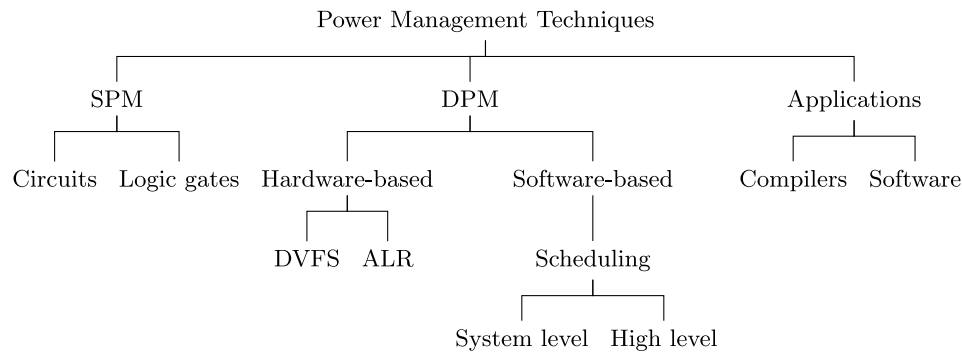 Power Management Techniques
SPM DPM Applications
Circuits Logic gates Hardware-based Software-based Compilers Software
DVFS ALR Scheduling
System level High level